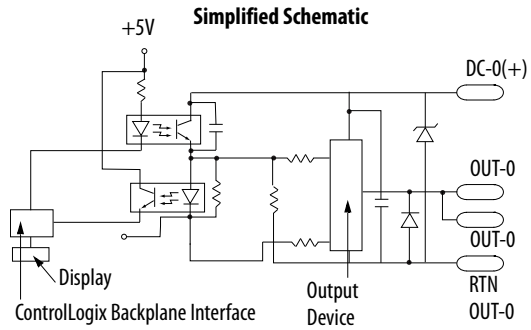 Simplified Schematic
+5V
DC-0(+)
OUT-0
OUT-0
RTN
OUT-0
Display
Output
Device
ControlLogix Backplane Interface